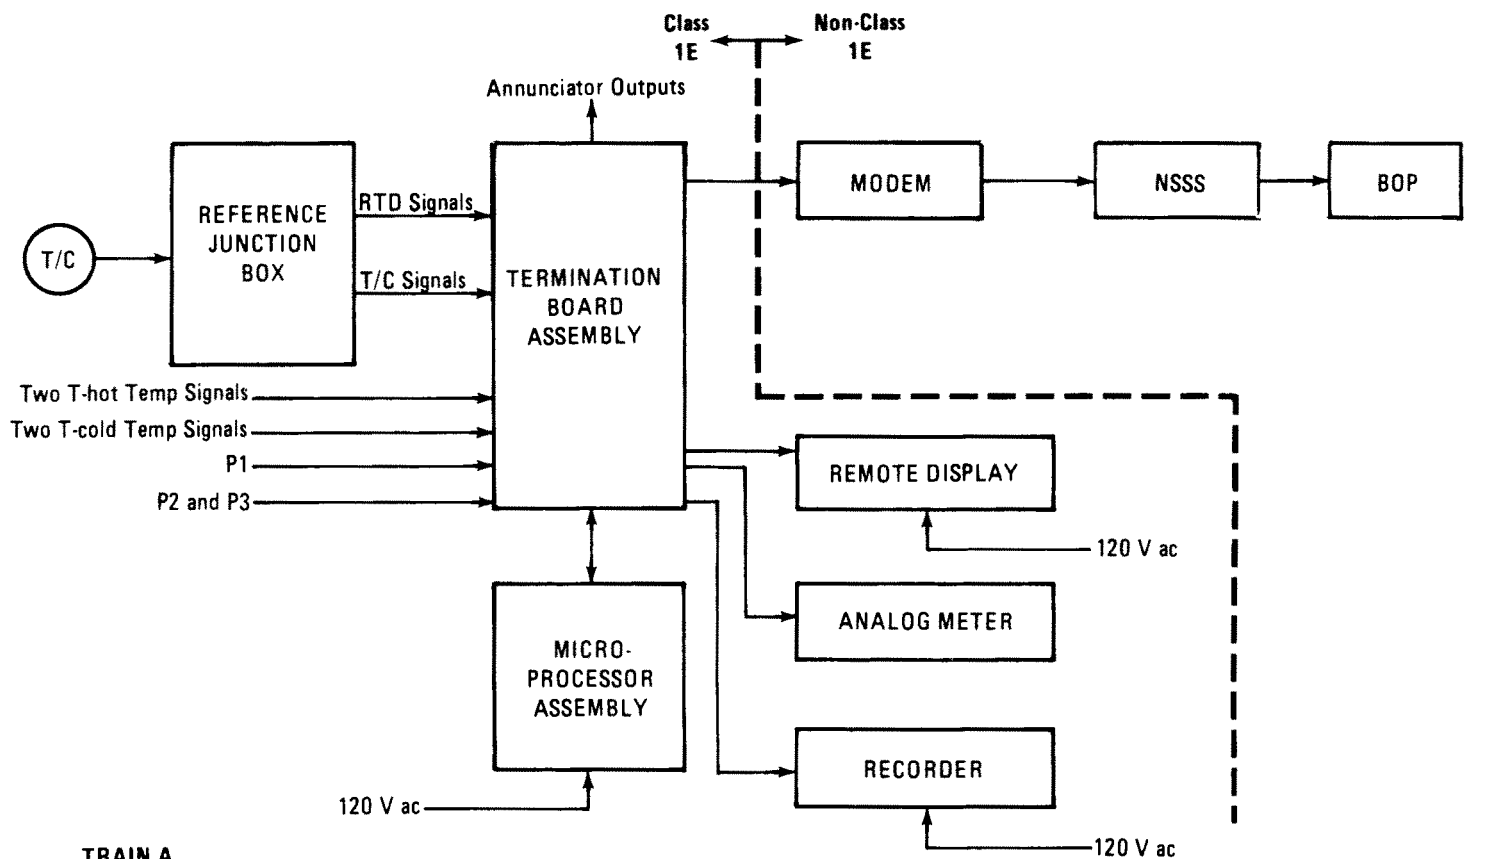 Class
1E
Non-Class
1E
Annunciator Outputs
T/C
REFERENCE
JUNCTION
BOX
RTD Signals
T/C Signals
TERMINATION
BOARD
ASSEMBLY
MODEM
NSSS
BOP
Two T-hot Temp Signals
Two T-cold Temp Signals
P1
P2 and P3
REMOTE DISPLAY
120 V ac
ANALOG METER
MICRO-
PROCESSOR
ASSEMBLY
RECORDER
120 V ac
120 V ac
TRAIN A